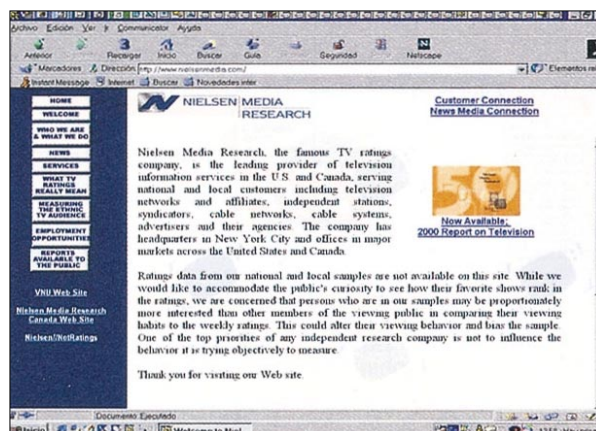 Archivo Edición Ver Ir Communicator Ayuda
Anterior Recargar Inicio Buscar Guía Seguridad Netscape
Marcadores Dirección http://www.nielsenmedia.com/ Elementos
Instant Message Internet Buscar Novedades inter.
HOME
WELCOME
WHO WE ARE
& WHAT WE DO
NEWS
SERVICES
WHAT TV
RATINGS
REALLY MEAN
MEASURING
THE ETHNIC
TV AUDIENCE
EMPLOYMENT
OPPORTUNITIES
REPORTS
AVAILABLE TO
THE PUBLIC
VNU Web Site
Nielsen Media Research
Canada Web Site
Nielsen//NetRatings
NIELSEN MEDIA
RESEARCH
Customer Connection
News Media Connection
Nielsen Media Research, the famous TV ratings
company, is the leading provider of television
information services in the U.S. and Canada, serving
national and local customers including television
networks and affiliates, independent stations,
syndicators, cable networks, cable systems,
advertisers and their agencies. The company has
headquarters in New York City and offices in major
markets across the United States and Canada.
50
Now Available:
2000 Report on Television
Ratings data from our national and local samples are not available on this site. While we
would like to accommodate the public's curiosity to see how their favorite shows rank in
the ratings, we are concerned that persons who are in our samples may be proportionately
more interested than other members of the viewing public in comparing their viewing
habits to the weekly ratings. This could alter their viewing behavior and bias the sample.
One of the top priorities of any independent research company is not to influence the
behavior it is trying objectively to measure.
Thank you for visiting our Web site.
Documento: Ejecutado
Inicio Welcome to Niel...